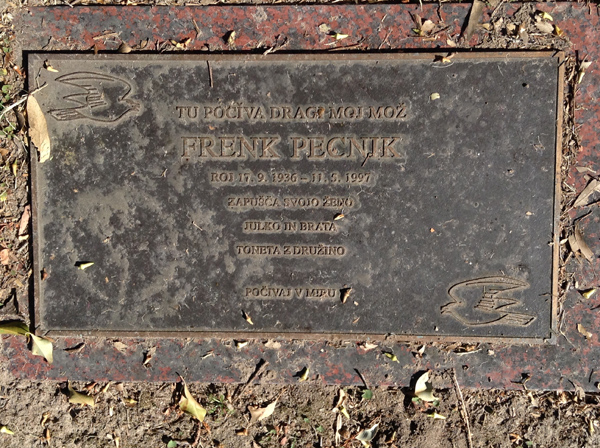 TU POČIVA DRAGI MOJ MOŽ
FRENK PEČNIK
ROJ 17. 9. 1936 – 11. 5. 1997
ZAPUŠČA SVOJO ŽENO
JULKO IN BRATA
TONETA Z DRUŽINO
POČIVAJ V MIRU